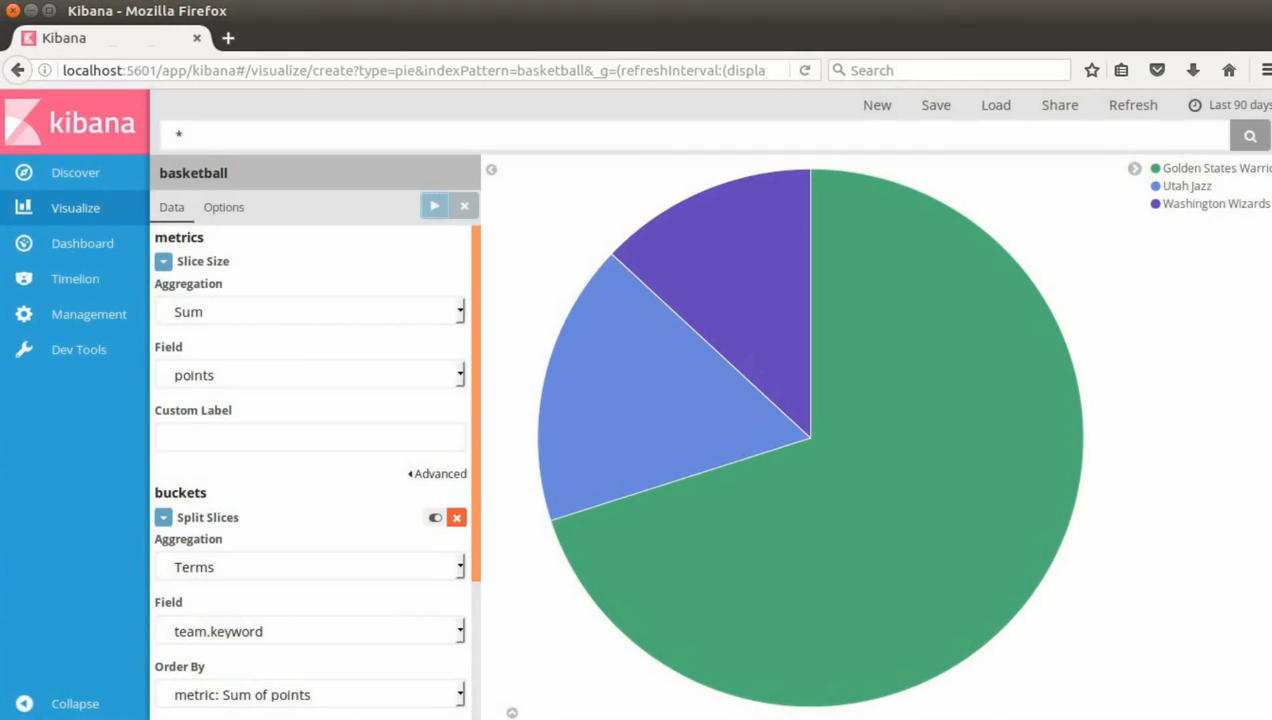 Kibana - Mozilla Firefox
Kibana
localhost:5601/app/kibana#/visualize/create?type=pie&indexPattern=basketball&_g=(refreshInterval:(displa
Search
kibana
New Save Load Share Refresh Last 90 days
*
Discover
Visualize
Dashboard
Timelion
Management
Dev Tools
Collapse
basketball
Data Options
metrics
Slice Size
Aggregation
Sum
Field
points
Custom Label
Advanced
buckets
Split Slices
Aggregation
Terms
Field
team.keyword
Order By
metric: Sum of points
Golden States Warrio
Utah Jazz
Washington Wizards